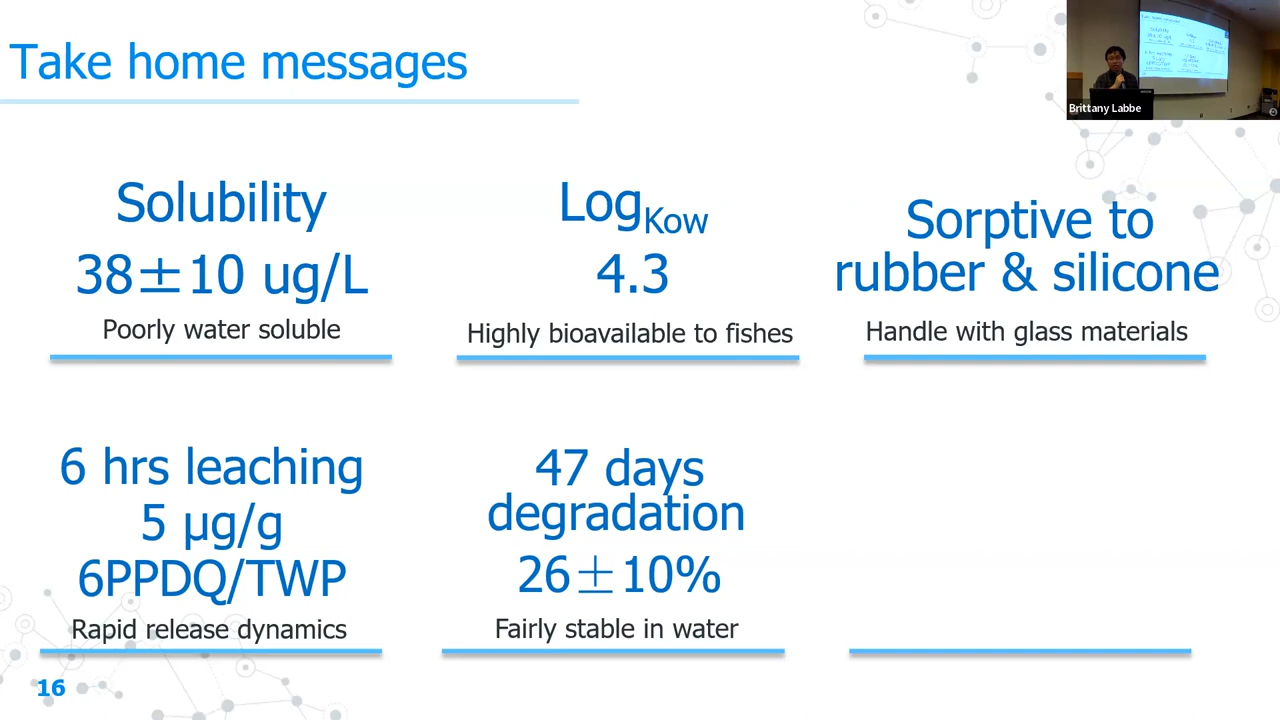 Take home messages
Brittany Labbe
Solubility
38±10 ug/L
Poorly water soluble
LogKow
4.3
Highly bioavailable to fishes
Sorptive to
rubber & silicone
Handle with glass materials
6 hrs leaching
5 µg/g
6PPDQ/TWP
Rapid release dynamics
47 days
degradation
26±10%
Fairly stable in water
16